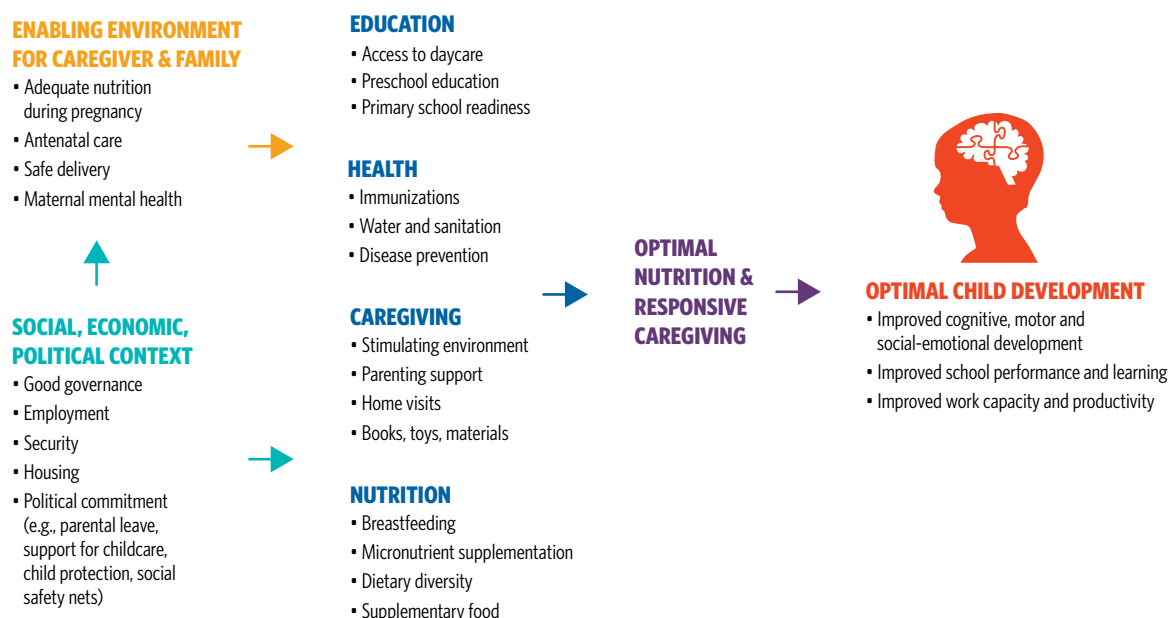 ENABLING ENVIRONMENT
FOR CAREGIVER & FAMILY
• Adequate nutrition
during pregnancy
• Antenatal care
• Safe delivery
• Maternal mental health
SOCIAL, ECONOMIC,
POLITICAL CONTEXT
• Good governance
• Employment
• Security
• Housing
• Political commitment
(e.g., parental leave,
support for childcare,
child protection, social
safety nets)
EDUCATION
• Access to daycare
• Preschool education
• Primary school readiness
HEALTH
• Immunizations
• Water and sanitation
• Disease prevention
CAREGIVING
• Stimulating environment
• Parenting support
• Home visits
• Books, toys, materials
NUTRITION
• Breastfeeding
• Micronutrient supplementation
• Dietary diversity
• Supplementary food
OPTIMAL
NUTRITION &
RESPONSIVE
CAREGIVING
OPTIMAL CHILD DEVELOPMENT
• Improved cognitive, motor and
social-emotional development
• Improved school performance and learning
• Improved work capacity and productivity